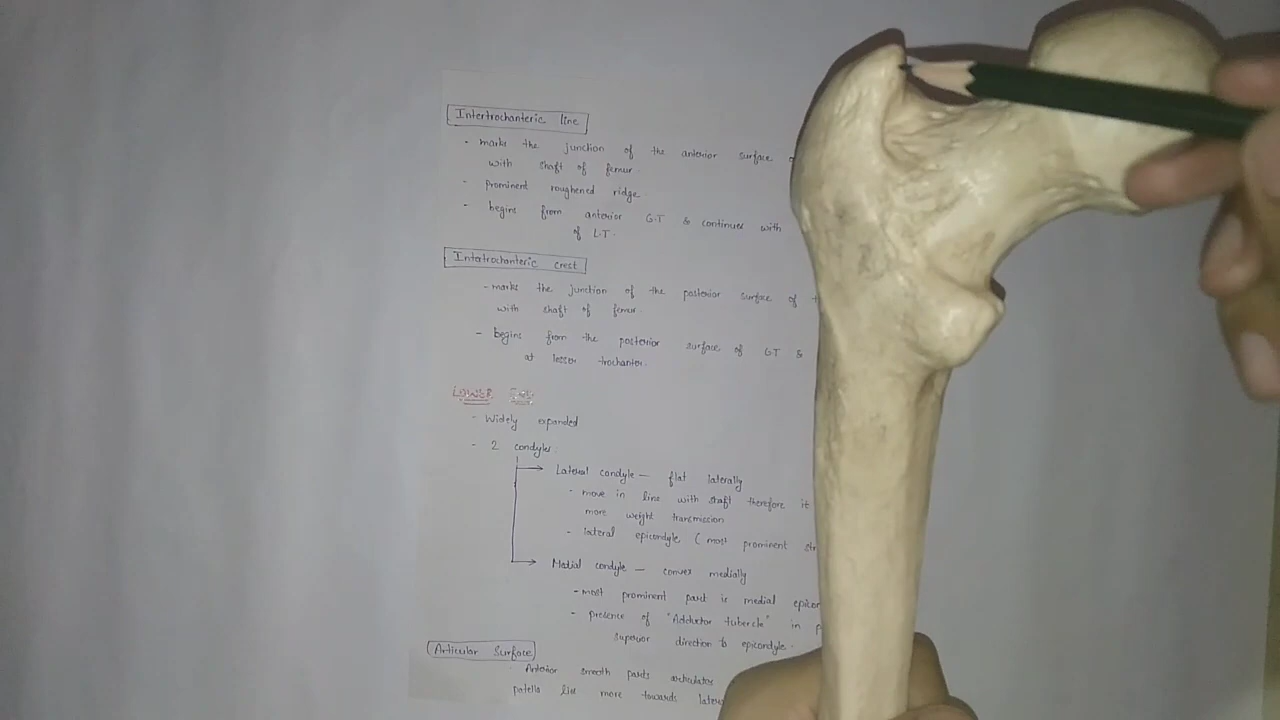 Intertrochanteric line
- marks the junction of the anterior surface
with shaft of femur.
- prominent roughened ridge
- begins from anterior G.T & continues with
of L.T.
Intertrochanteric crest
- marks the junction of the posterior surface of
with shaft of femur.
- begins from the posterior surface of G.T &
at lesser trochanter.
LOWER END
- Widely expanded
- 2 condyles
Lateral condyle — flat laterally
- move in line with shaft therefore it
more weight transmission
- lateral epicondyle ( most prominent
Medial condyle — convex medially
- most prominent part is medial
- presence of "Adductor tubercle" in
superior direction to epicondyle.
Articular Surface
- Anterior smooth parts articulates
patella lie more towards